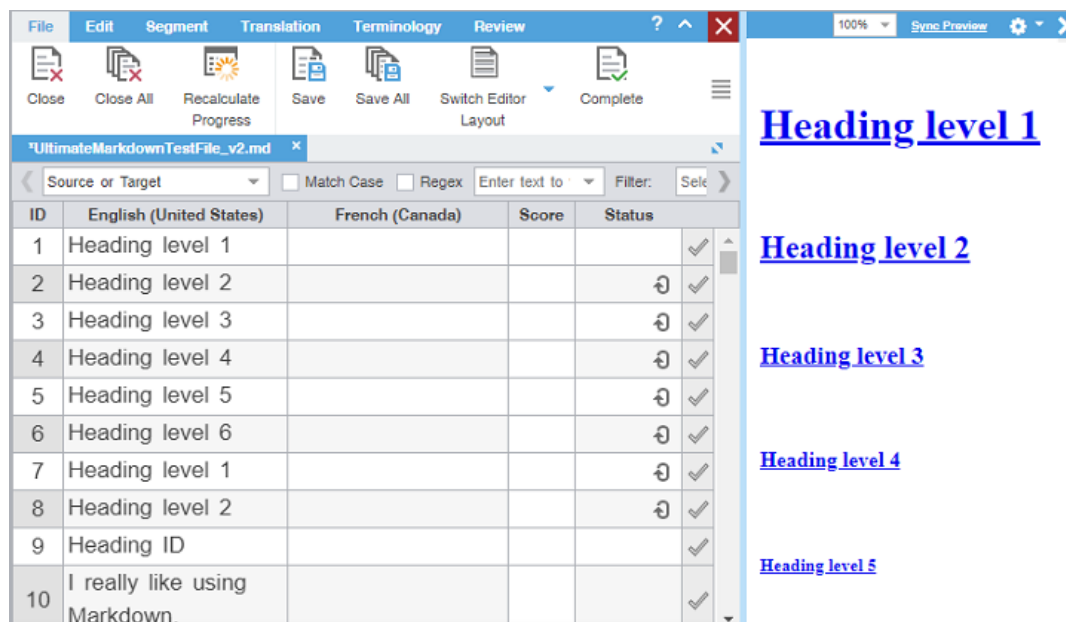 File Edit Segment Translation Terminology Review ?
100% Sync Preview
Close Close All Recalculate Progress Save Save All Switch Editor Layout Complete
*UltimateMarkdownTestFile_v2.md ×
Source or Target Match Case Regex Enter text to Filter: Sele
ID English (United States) French (Canada) Score Status
1 Heading level 1
2 Heading level 2
3 Heading level 3
4 Heading level 4
5 Heading level 5
6 Heading level 6
7 Heading level 1
8 Heading level 2
9 Heading ID
10 I really like using
Markdown.
Heading level 1
Heading level 2
Heading level 3
Heading level 4
Heading level 5